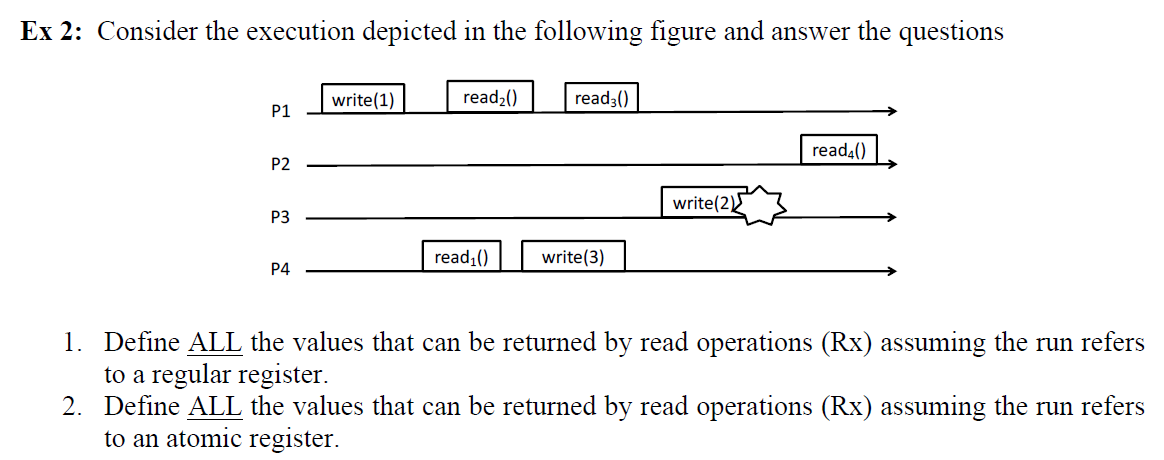 Ex 2: Consider the execution depicted in the following figure and answer the questions
P1 write(1) read₂() read₃()
P2 read₄()
P3 write(2)
P4 read₁() write(3)
1. Define ALL the values that can be returned by read operations (Rx) assuming the run refers
to a regular register.
2. Define ALL the values that can be returned by read operations (Rx) assuming the run refers
to an atomic register.